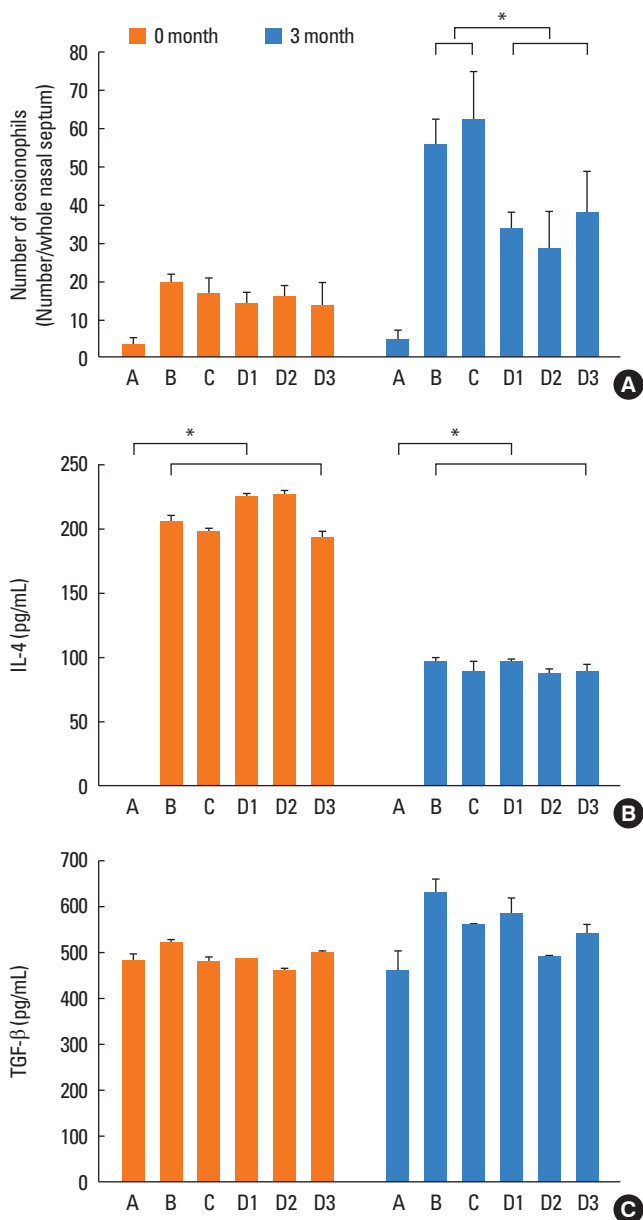 0 month 3 month
*
Number of eosionophils
(Number/whole nasal septum)
80
70
60
50
40
30
20
10
0
A B C D1 D2 D3 A B C D1 D2 D3
A
* *
IL-4 (pg/mL)
250
200
150
100
50
0
A B C D1 D2 D3 A B C D1 D2 D3
B
TGF-β (pg/mL)
700
600
500
400
300
200
100
0
A B C D1 D2 D3 A B C D1 D2 D3
C